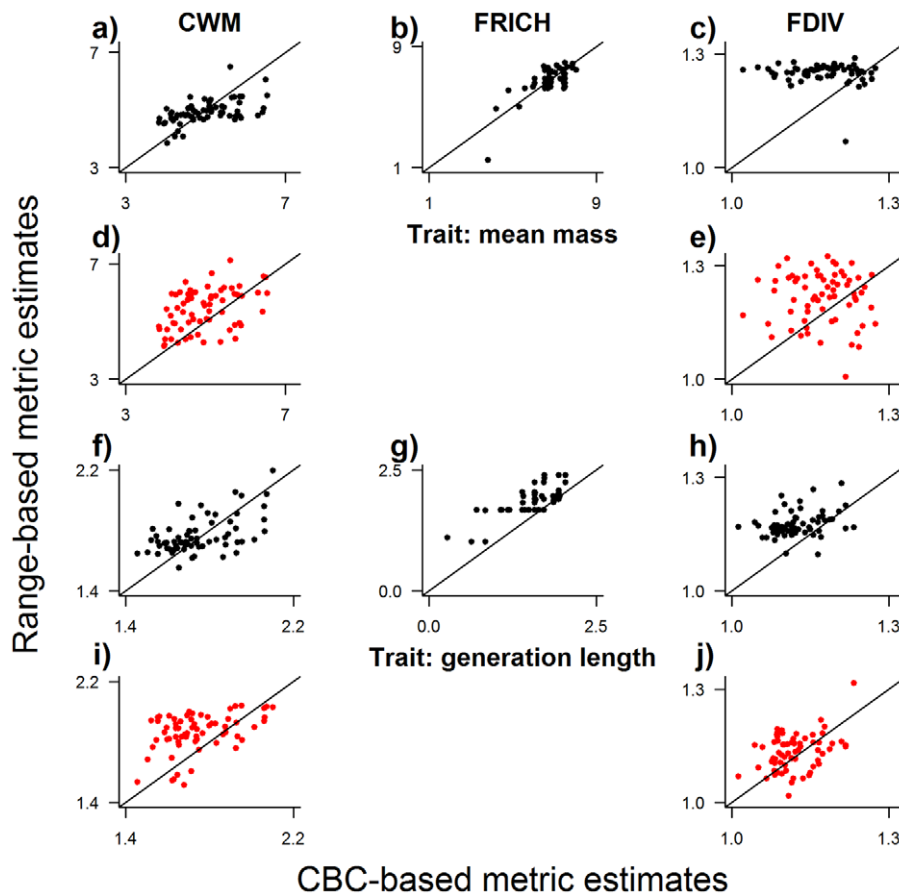 CWM
FRICH
FDIV
a)
b)
c)
7
3
3
7
9
1
1
9
1.3
1.0
1.0
1.3
Trait: mean mass
d)
e)
7
3
3
7
1.3
1.0
1.0
1.3
f)
g)
h)
2.2
1.4
1.4
2.2
2.5
0.0
0.0
2.5
1.3
1.0
1.0
1.3
Trait: generation length
i)
j)
2.2
1.4
1.4
2.2
1.3
1.0
1.0
1.3
Range-based metric estimates
CBC-based metric estimates